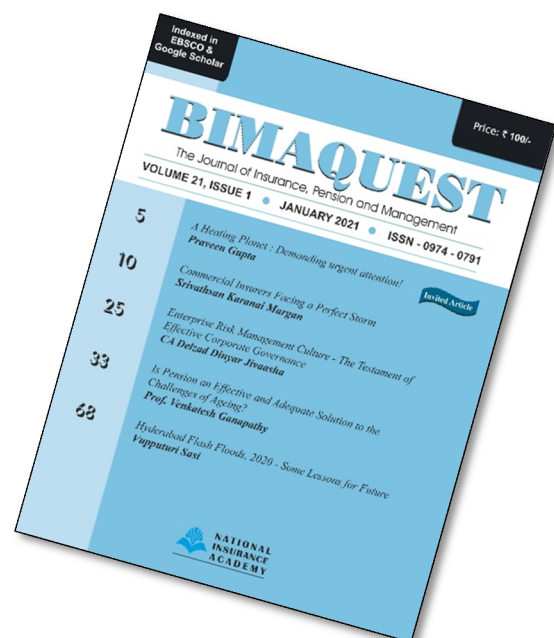 Indexed in
EBSCO &
Google Scholar
Price: ₹ 100/-
BIMAQUEST
The Journal of Insurance, Pension and Management
VOLUME 21, ISSUE 1 • JANUARY 2021 • ISSN - 0974 - 0791
5
A Heating Planet : Demanding urgent attention!
Praveen Gupta
Invited Article
10
Commercial Insurers Facing a Perfect Storm
Srivathsan Karanai Margan
25
Enterprise Risk Management Culture - The Testament of
Effective Corporate Governance
CA Delzad Dinyar Jivaasha
33
Is Pension an Effective and Adequate Solution to the
Challenges of Ageing?
Prof. Venkatesh Ganapathy
68
Hyderabad Flash Floods, 2020 - Some Lessons for Future
Vupputuri Sasi
NATIONAL
INSURANCE
ACADEMY